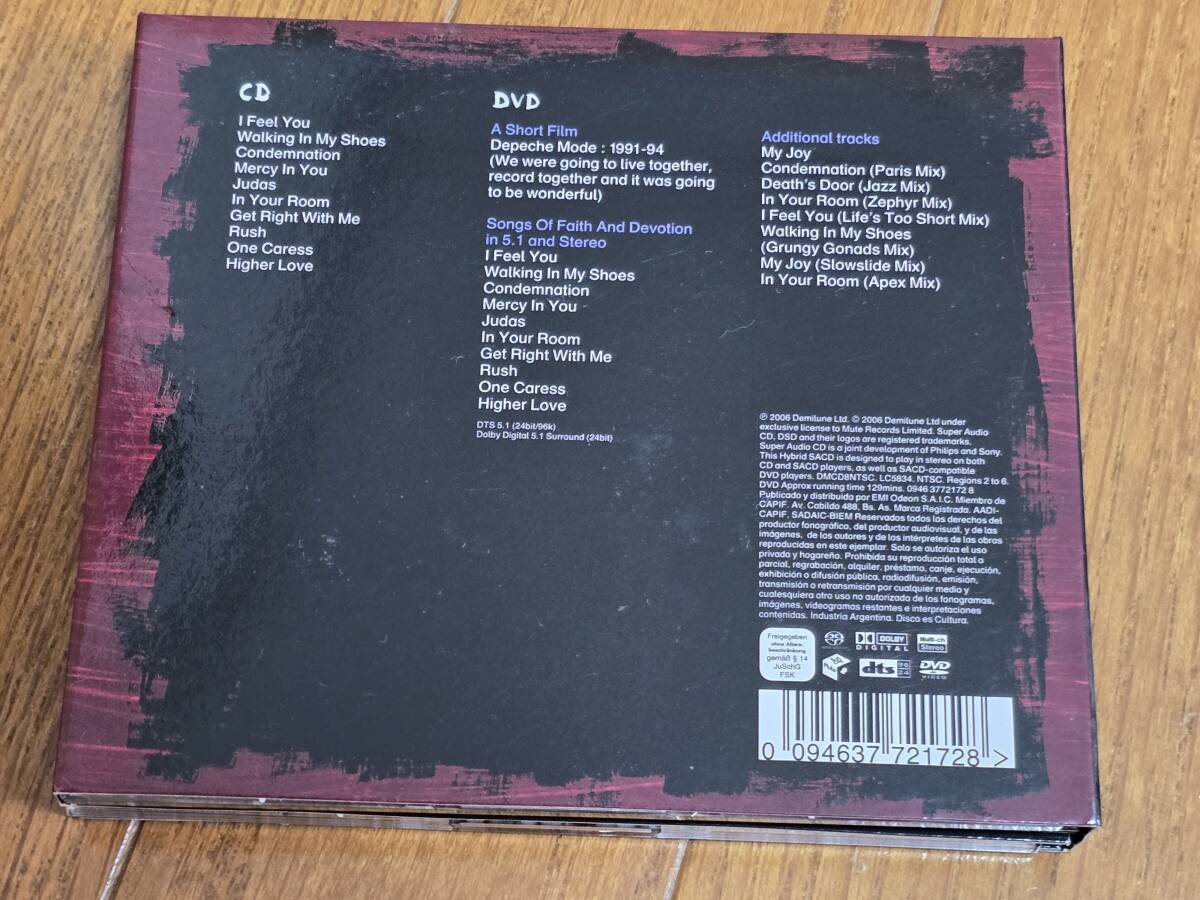 CD
I Feel You
Walking In My Shoes
Condemnation
Mercy In You
Judas
In Your Room
Get Right With Me
Rush
One Caress
Higher Love
DVD
A Short Film
Depeche Mode : 1991-94
(We were going to live together,
record together and it was going
to be wonderful)
Songs Of Faith And Devotion
in 5.1 and Stereo
I Feel You
Walking In My Shoes
Condemnation
Mercy In You
Judas
In Your Room
Get Right With Me
Rush
One Caress
Higher Love
DTS 5.1 (24bit/96k)
Dolby Digital 5.1 Surround (24bit)
Additional tracks
My Joy
Condemnation (Paris Mix)
Death's Door (Jazz Mix)
In Your Room (Zephyr Mix)
I Feel You (Life's Too Short Mix)
Walking In My Shoes
(Grungy Gonads Mix)
My Joy (Slowslide Mix)
In Your Room (Apex Mix)
℗ 2006 Demilune Ltd. © 2006 Demilune Ltd under
exclusive license to Mute Records Limited. Super Audio
CD, DSD and their logos are registered trademarks.
Super Audio CD is a joint development of Philips and Sony.
This Hybrid SACD is designed to play in stereo on both
CD and SACD players, as well as SACD-compatible
DVD players. DMCD8NTSC. LC5834. NTSC. Regions 2 to 6.
DVD Approx running time 129mins. 0946 3772172 8
Publicado y distribuido por EMI Odeon S.A.I.C. Miembro de
CAPIF. Av. Cabildo 488, Bs. As. Marca Registrada. AADI-
CAPIF, SADAIC-BIEM Reservados todos los derechos del
productor fonográfico, del productor audiovisual, y de las
imágenes, de los autores y de los intérpretes de las obras
reproducidas en este ejemplar. Solo se autoriza el uso
privado y hogareño. Prohibida su reproducción total o
parcial, regrabación, alquiler, préstamo, canje, ejecución,
exhibición o difusión pública, radiodifusión, emisión,
transmisión o retransmisión por cualquier medio y
cualesquiera otro uso no autorizado de los fonogramas,
imágenes, videogramas restantes e interpretaciones
contenidas. Industria Argentina. Disco es Cultura.
Freigegeben
ohne Alters-
beschränkung
gemäß § 14
JuSchG
FSK
DOLBY
DIGITAL
Multi-ch
Stereo
dts
DVD
VIDEO
0 094637 721728 >